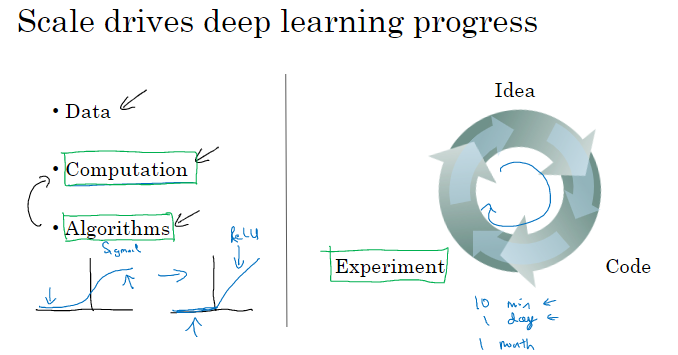 Scale drives deep learning progress
• Data
• Computation
• Algorithms
Sigmoid
ReLU
Idea
Experiment
Code
10 min
1 day
1 month